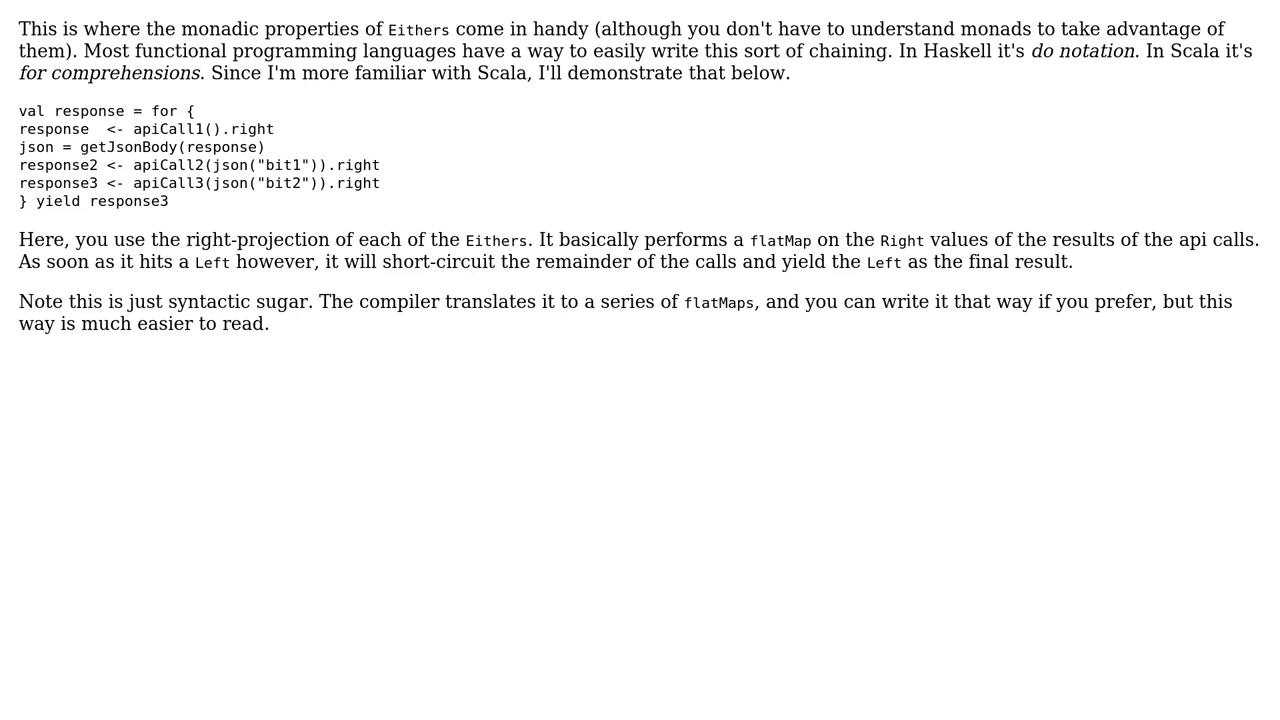 This is where the monadic properties of Eithers come in handy (although you don't have to understand monads to take advantage of
them). Most functional programming languages have a way to easily write this sort of chaining. In Haskell it's do notation. In Scala it's
for comprehensions. Since I'm more familiar with Scala, I'll demonstrate that below.
val response = for {
response  <- apiCall1().right
json = getJsonBody(response)
response2 <- apiCall2(json("bit1")).right
response3 <- apiCall3(json("bit2")).right
} yield response3
Here, you use the right-projection of each of the Eithers. It basically performs a flatMap on the Right values of the results of the api calls.
As soon as it hits a Left however, it will short-circuit the remainder of the calls and yield the Left as the final result.
Note this is just syntactic sugar. The compiler translates it to a series of flatMaps, and you can write it that way if you prefer, but this
way is much easier to read.